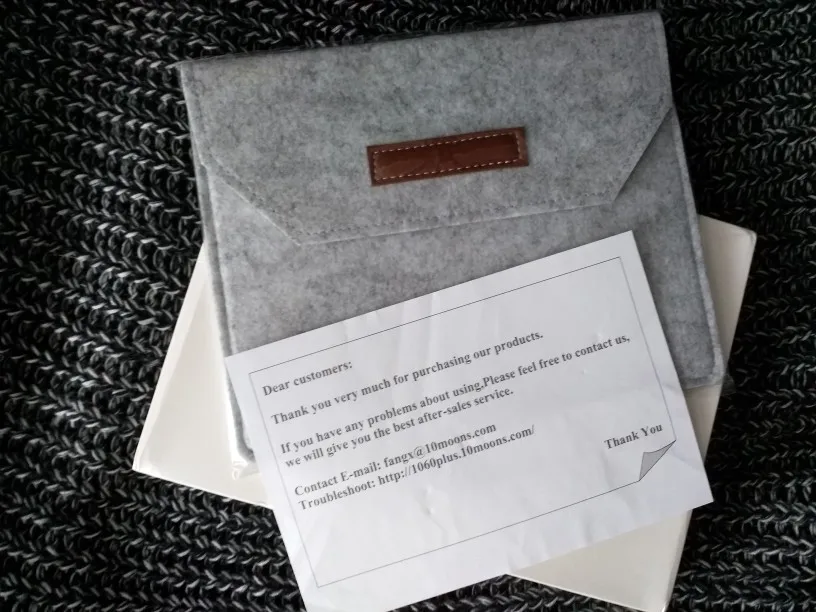 Dear customers:
Thank you very much for purchasing our products.
If you have any problems about using,Please feel free to contact us,
we will give you the best after-sales service.
Contact E-mail: fangx@10moons.com
Troubleshoot: http://1060plus.10moons.com/
Thank You